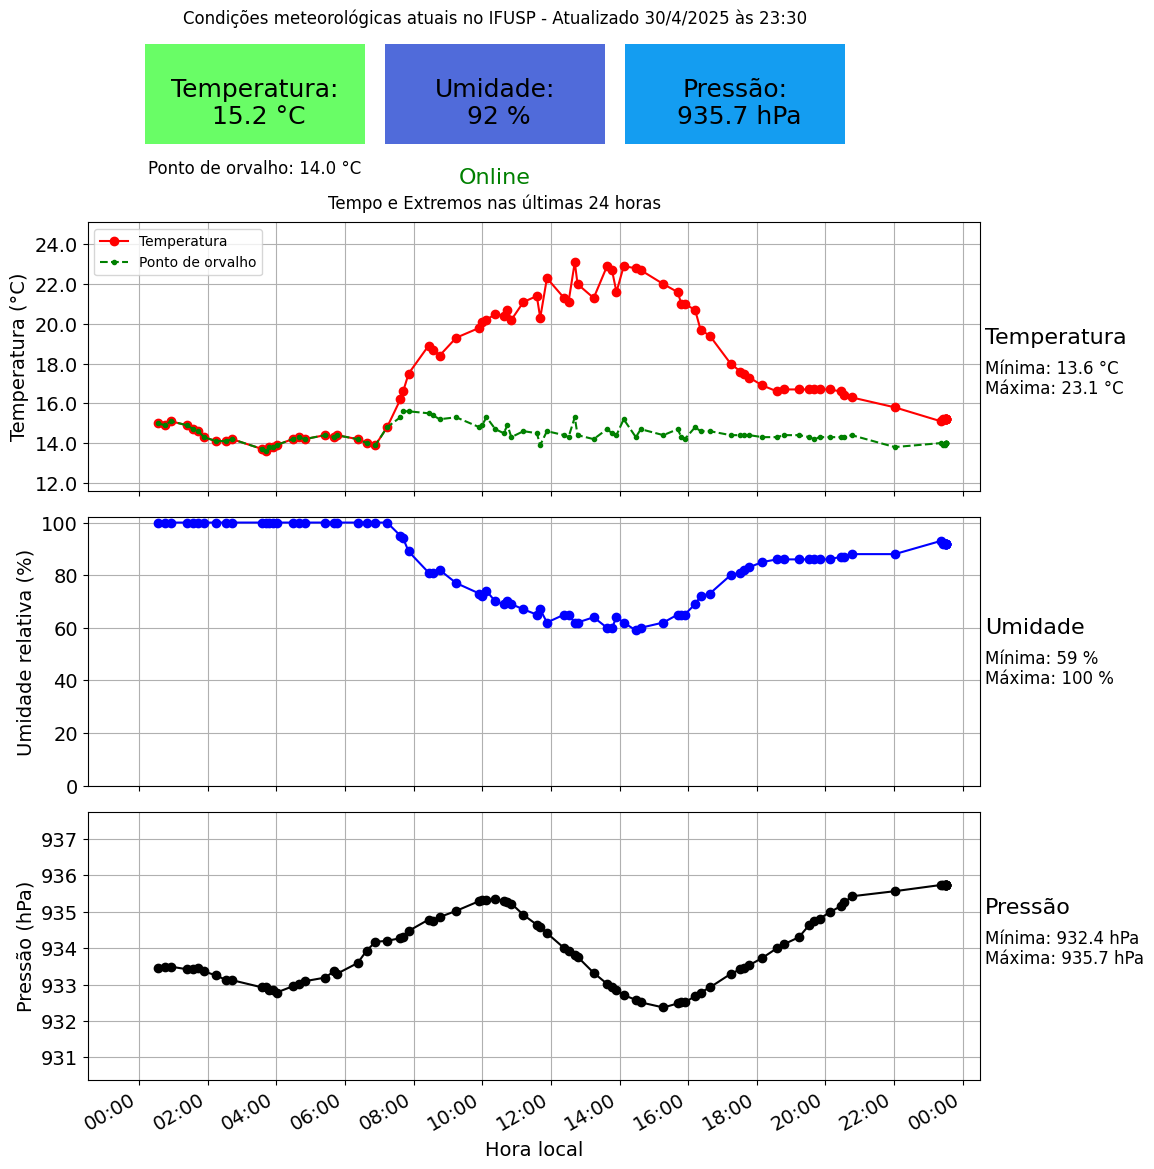 Condições meteorológicas atuais no IFUSP - Atualizado 30/4/2025 às 23:30
Temperatura:
15.2 °C
Umidade:
92 %
Pressão:
935.7 hPa
Ponto de orvalho: 14.0 °C
Online
Tempo e Extremos nas últimas 24 horas
Temperatura
Ponto de orvalho
Temperatura (°C)
24.0
22.0
20.0
18.0
16.0
14.0
12.0
Temperatura
Mínima: 13.6 °C
Máxima: 23.1 °C
Umidade relativa (%)
100
80
60
40
20
0
Umidade
Mínima: 59 %
Máxima: 100 %
Pressão (hPa)
937
936
935
934
933
932
931
Pressão
Mínima: 932.4 hPa
Máxima: 935.7 hPa
00:00
02:00
04:00
06:00
08:00
10:00
12:00
14:00
16:00
18:00
20:00
22:00
00:00
Hora local